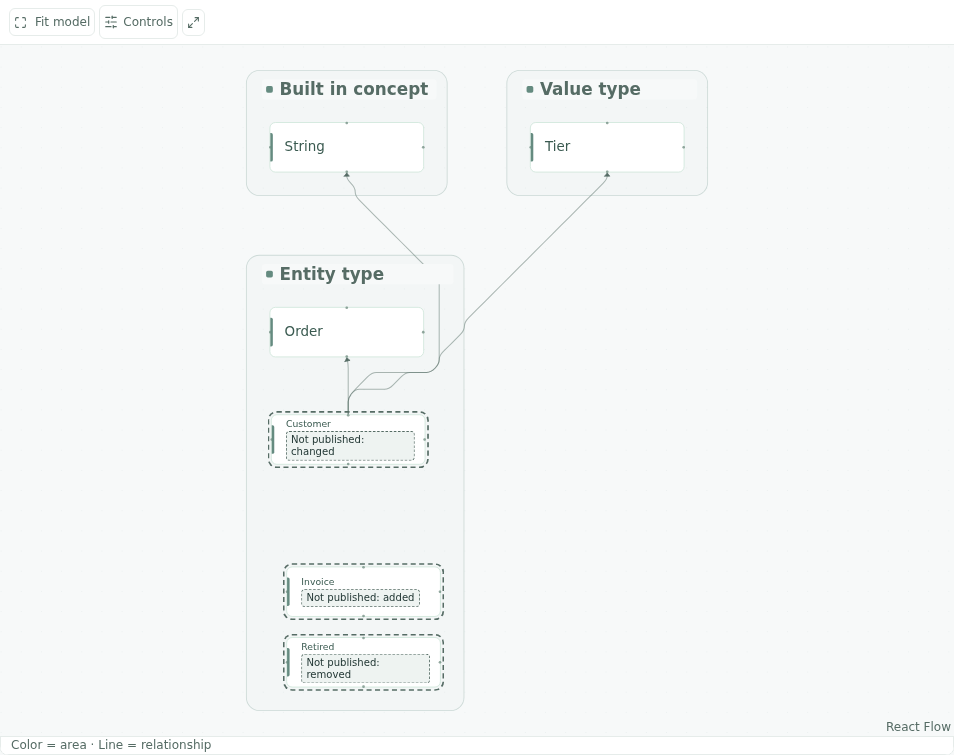 Fit model
Controls
Built in concept
Value type
String
Tier
Entity type
Order
Customer
Not published:
changed
Invoice
Not published: added
Retired
Not published:
removed
React Flow
Color = area · Line = relationship